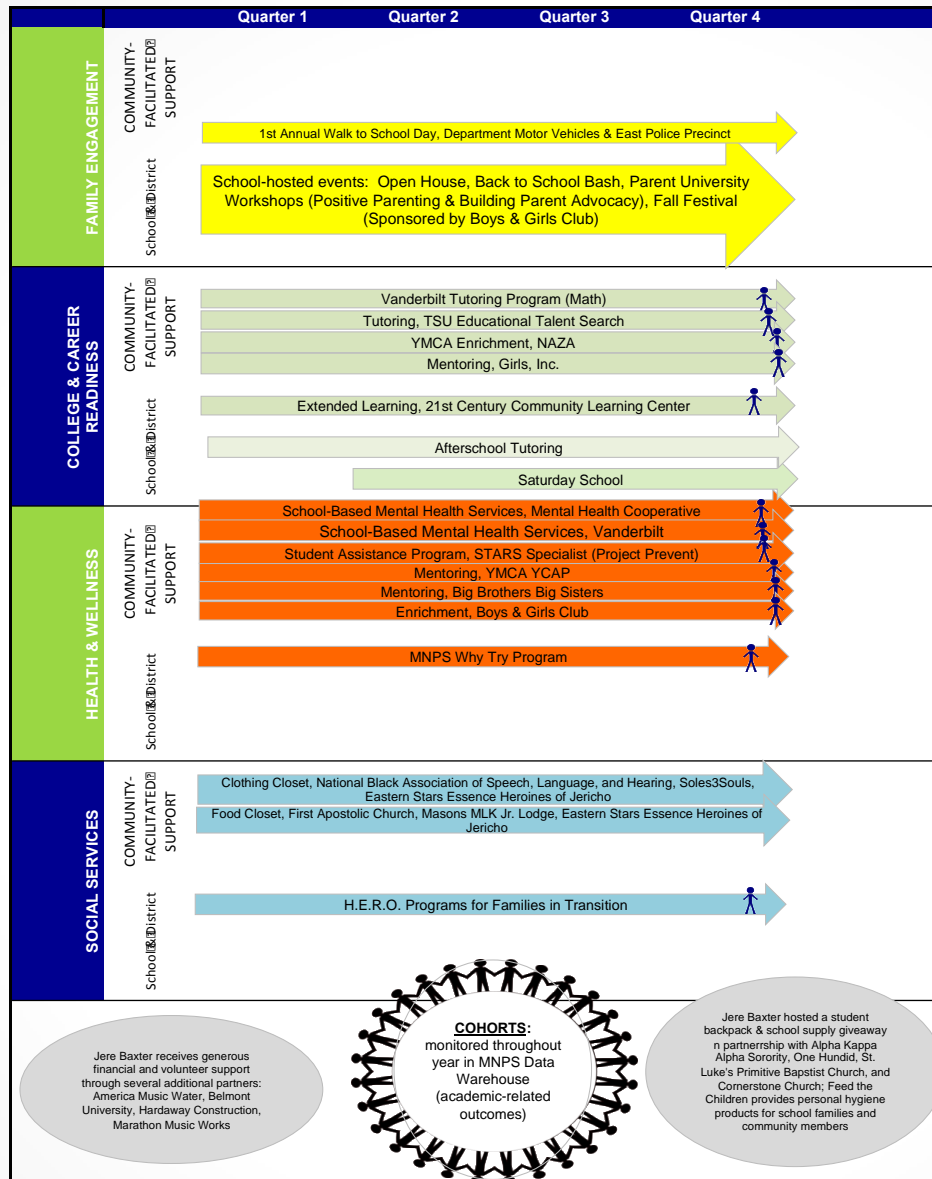 Quarter 1 Quarter 2 Quarter 3 Quarter 4
FAMILY ENGAGEMENT
COMMUNITY-
FACILITATED
SUPPORT
1st Annual Walk to School Day, Department Motor Vehicles & East Police Precinct
School & District
School-hosted events: Open House, Back to School Bash, Parent University
Workshops (Positive Parenting & Building Parent Advocacy), Fall Festival
(Sponsored by Boys & Girls Club)
COLLEGE & CAREER
READINESS
COMMUNITY-
FACILITATED
SUPPORT
Vanderbilt Tutoring Program (Math)
Tutoring, TSU Educational Talent Search
YMCA Enrichment, NAZA
Mentoring, Girls, Inc.
School & District
Extended Learning, 21st Century Community Learning Center
Afterschool Tutoring
Saturday School
HEALTH & WELLNESS
COMMUNITY-
FACILITATED
SUPPORT
School-Based Mental Health Services, Mental Health Cooperative
School-Based Mental Health Services, Vanderbilt
Student Assistance Program, STARS Specialist (Project Prevent)
Mentoring, YMCA YCAP
Mentoring, Big Brothers Big Sisters
Enrichment, Boys & Girls Club
School & District
MNPS Why Try Program
SOCIAL SERVICES
COMMUNITY-
FACILITATED
SUPPORT
Clothing Closet, National Black Association of Speech, Language, and Hearing, Soles3Souls,
Eastern Stars Essence Heroines of Jericho
Food Closet, First Apostolic Church, Masons MLK Jr. Lodge, Eastern Stars Essence Heroines of
Jericho
School & District
H.E.R.O. Programs for Families in Transition
Jere Baxter receives generous
financial and volunteer support
through several additional partners:
America Music Water, Belmont
University, Hardaway Construction,
Marathon Music Works
COHORTS:
monitored throughout
year in MNPS Data
Warehouse
(academic-related
outcomes)
Jere Baxter hosted a student
backpack & school supply giveaway
n partnerrship with Alpha Kappa
Alpha Sorority, One Hundid, St.
Luke's Primitive Bapstist Church, and
Cornerstone Church; Feed the
Children provides personal hygiene
products for school families and
community members